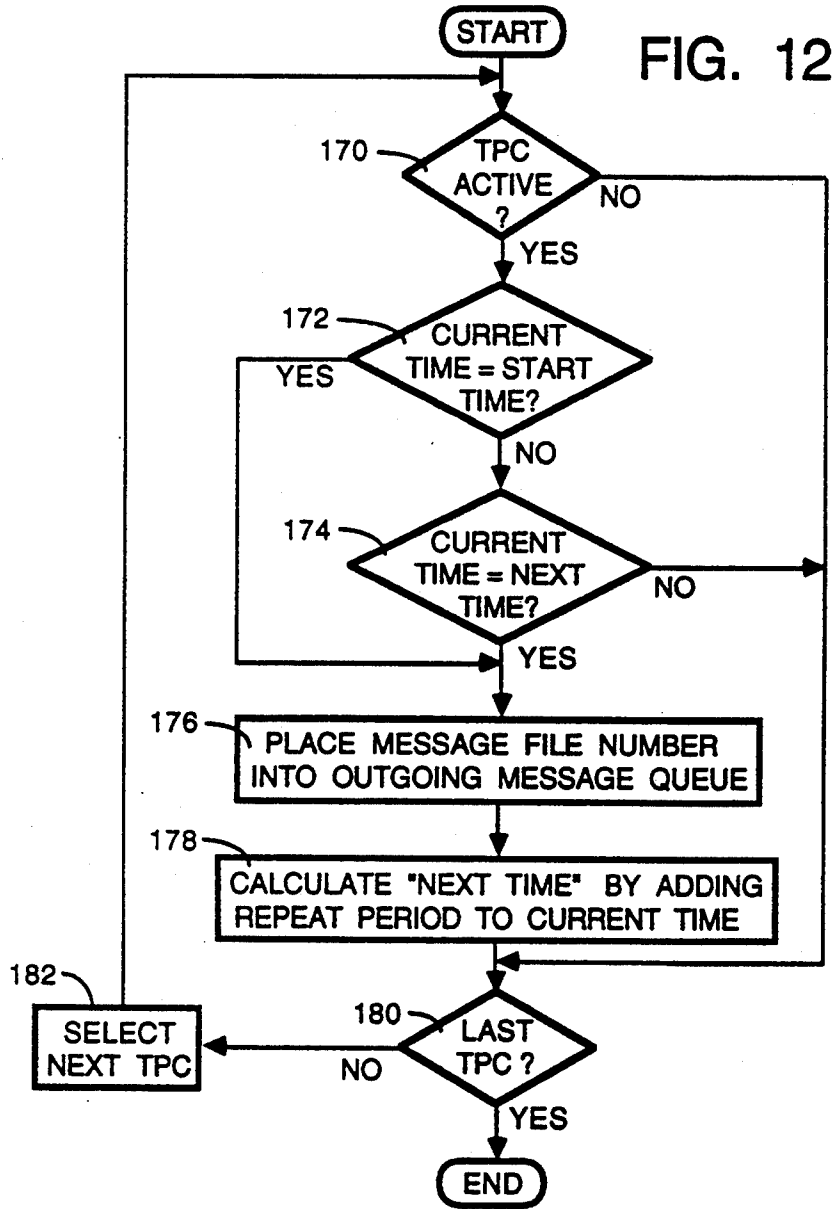 START
FIG. 12
170
TPC
ACTIVE
?
NO
YES
172
CURRENT
TIME = START
TIME?
YES
NO
174
CURRENT
TIME = NEXT
TIME?
NO
YES
176
PLACE MESSAGE FILE NUMBER
INTO OUTGOING MESSAGE QUEUE
178
CALCULATE "NEXT TIME" BY ADDING
REPEAT PERIOD TO CURRENT TIME
182
SELECT
NEXT TPC
180
LAST
TPC ?
NO
YES
END